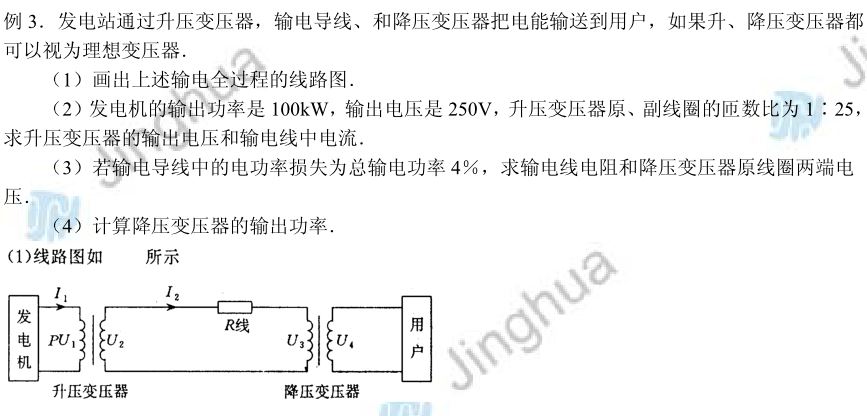 例 3．发电站通过升压变压器，输电导线、和降压变压器把电能输送到用户，如果升、降压变压器都
可以视为理想变压器．
（1）画出上述输电全过程的线路图．
（2）发电机的输出功率是 100kW，输出电压是 250V，升压变压器原、副线圈的匝数比为 1∶25，
求升压变压器的输出电压和输电线中电流．
（3）若输电导线中的电功率损失为总输电功率 4％，求输电线电阻和降压变压器原线圈两端电
压．
（4）计算降压变压器的输出功率．
(1)线路图如 所示
I₁ I₂
R线
发电机 PU₁ U₂ U₃ U₄ 用户
升压变压器 降压变压器
Jinghua
Jinghua
Jinghua